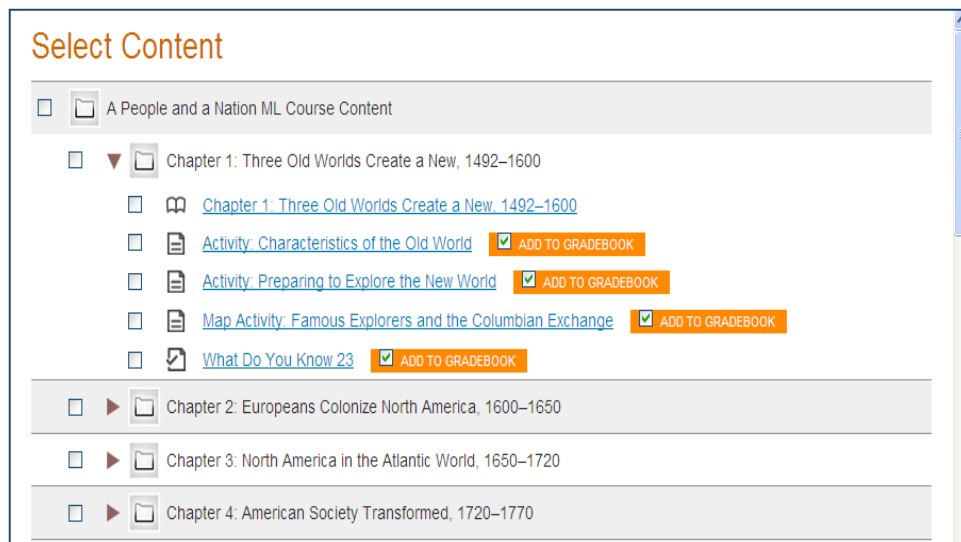 Select Content
A People and a Nation ML Course Content
Chapter 1: Three Old Worlds Create a New, 1492–1600
Chapter 1: Three Old Worlds Create a New, 1492–1600
Activity: Characteristics of the Old World ADD TO GRADEBOOK
Activity: Preparing to Explore the New World ADD TO GRADEBOOK
Map Activity: Famous Explorers and the Columbian Exchange ADD TO GRADEBOOK
What Do You Know 23 ADD TO GRADEBOOK
Chapter 2: Europeans Colonize North America, 1600–1650
Chapter 3: North America in the Atlantic World, 1650–1720
Chapter 4: American Society Transformed, 1720–1770